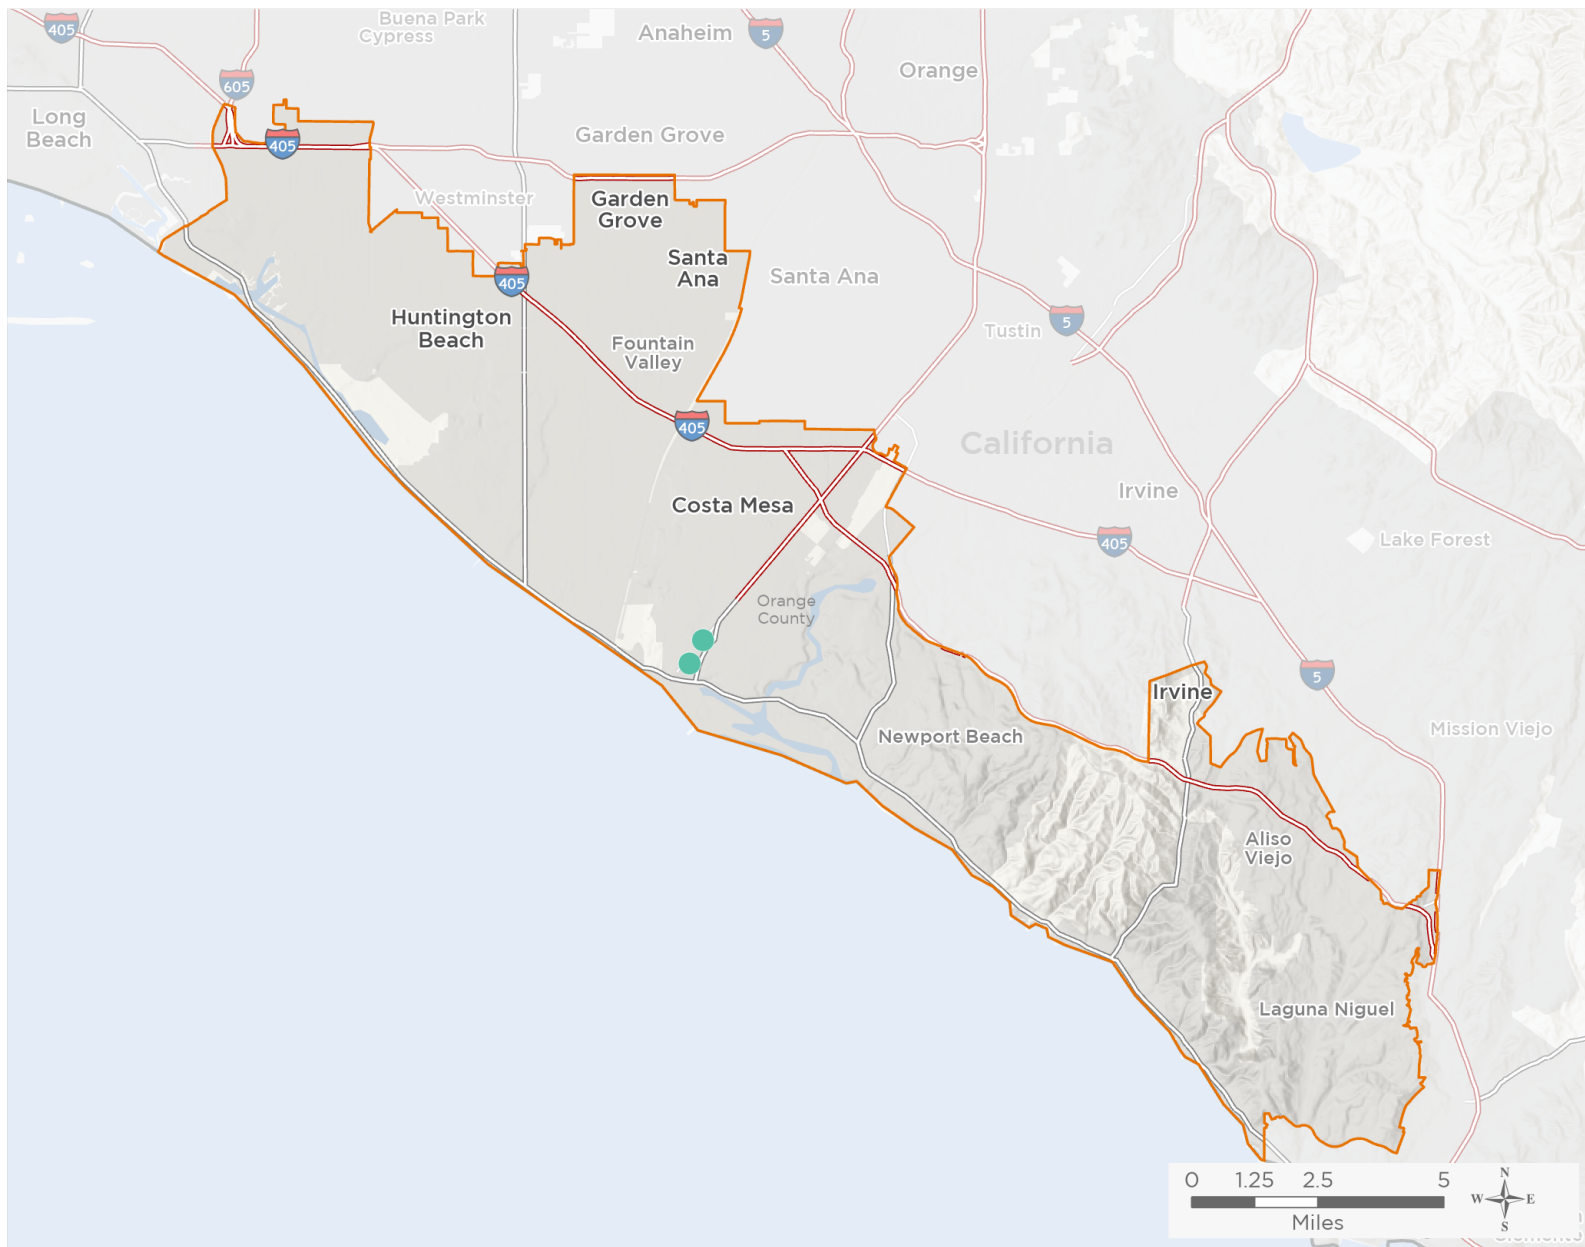 Buena Park
Cypress
405
Anaheim
5
Orange
605
Long
Beach
405
Garden Grove
Westminster
Garden
Grove
Santa
Ana
Santa Ana
405
Huntington
Beach
Fountain
Valley
Tustin
5
405
California
Costa Mesa
Irvine
405
Lake Forest
Orange
County
5
Irvine
Newport Beach
Mission Viejo
Aliso
Viejo
Laguna Niguel
0 1.25 2.5 5
Miles
N
W E
S